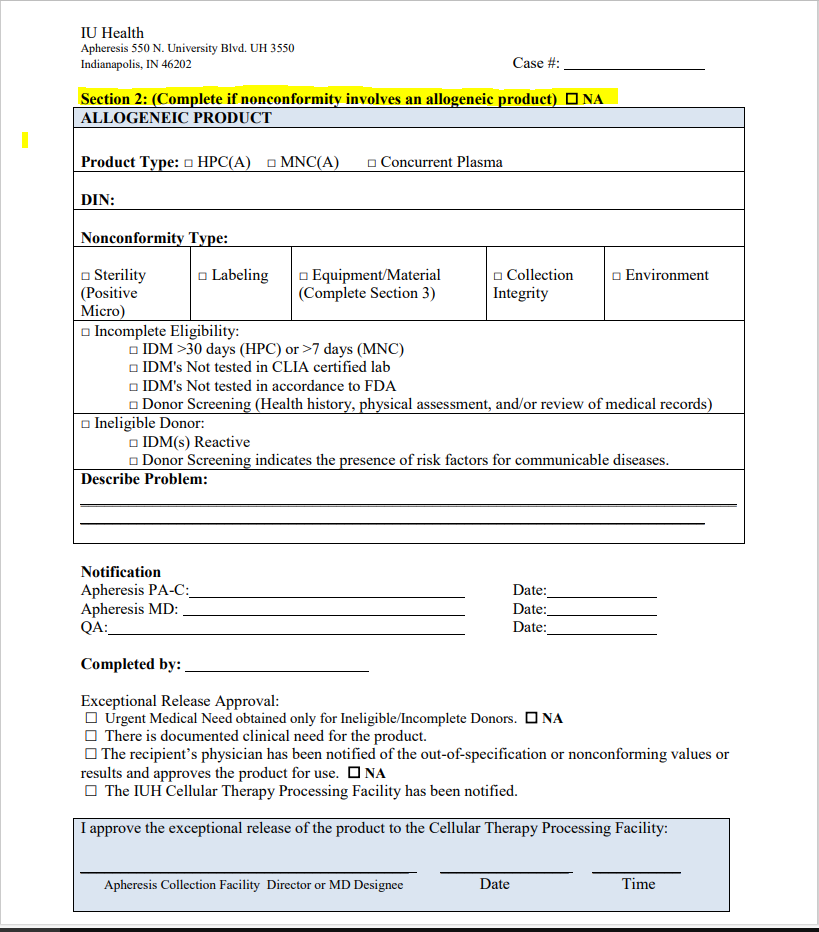 IU Health
Apheresis 550 N. University Blvd. UH 3550
Indianapolis, IN 46202
Case #: ___________________
Section 2: (Complete if nonconformity involves an allogeneic product) ☐ NA
ALLOGENEIC PRODUCT
Product Type: □ HPC(A) □ MNC(A) □ Concurrent Plasma
DIN:
Nonconformity Type:
□ Sterility
(Positive
Micro)
□ Labeling
□ Equipment/Material
(Complete Section 3)
□ Collection
Integrity
□ Environment
□ Incomplete Eligibility:
□ IDM >30 days (HPC) or >7 days (MNC)
□ IDM's Not tested in CLIA certified lab
□ IDM's Not tested in accordance to FDA
□ Donor Screening (Health history, physical assessment, and/or review of medical records)
□ Ineligible Donor:
□ IDM(s) Reactive
□ Donor Screening indicates the presence of risk factors for communicable diseases.
Describe Problem:
Notification
Apheresis PA-C:____________________ Date:______________
Apheresis MD: ____________________ Date:______________
QA:____________________ Date:______________
Completed by: ____________________
Exceptional Release Approval:
☐ Urgent Medical Need obtained only for Ineligible/Incomplete Donors. ☐ NA
☐ There is documented clinical need for the product.
☐ The recipient's physician has been notified of the out-of-specification or nonconforming values or
results and approves the product for use. ☐ NA
☐ The IUH Cellular Therapy Processing Facility has been notified.
I approve the exceptional release of the product to the Cellular Therapy Processing Facility:
Apheresis Collection Facility Director or MD Designee Date Time